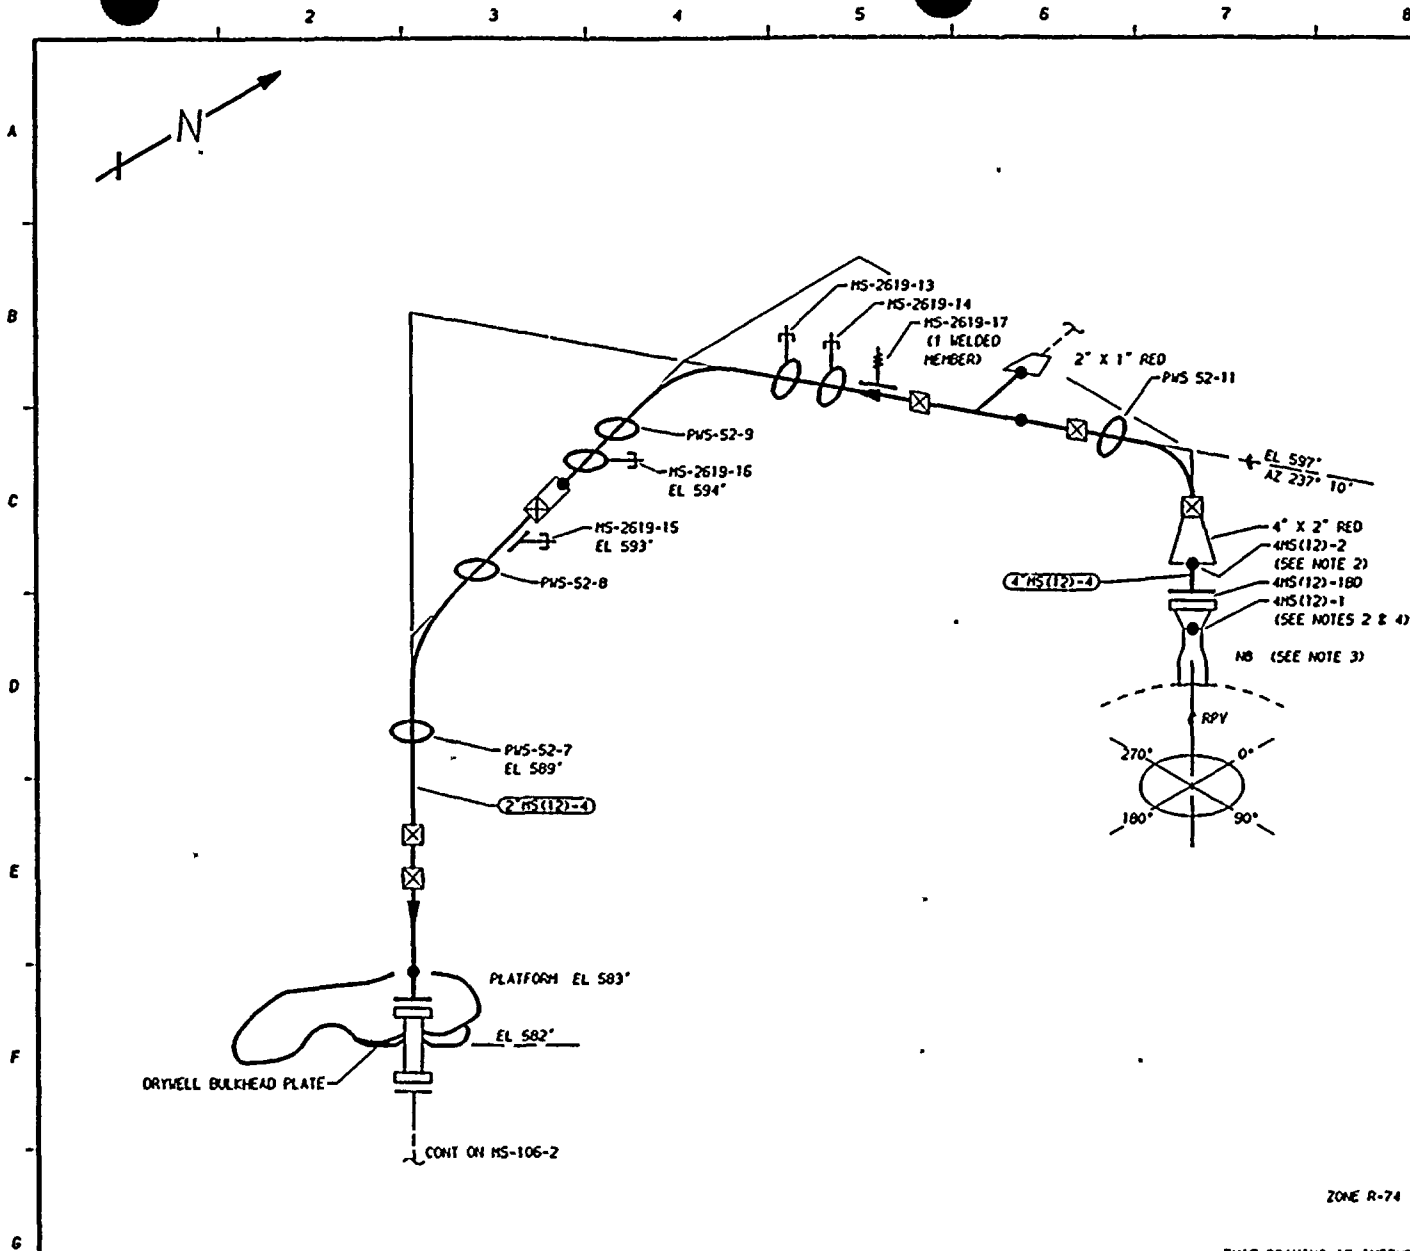 2 3 4 5 6 7 8
A
N
B
MS-2619-13
MS-2619-14
MS-2619-17
(1 WELDED
MEMBER)
2" X 1" RED
PWS 52-11
PWS-52-9
MS-2619-16
EL 594'
EL 597'
AZ 237° 10'
C
MS-2619-15
EL 593'
PWS-52-8
4" X 2" RED
4MS(12)-2
(SEE NOTE 2)
4"MS(12)-4
4MS(12)-1BD
4MS(12)-1
(SEE NOTES 2 & 4)
N8 (SEE NOTE 3)
D
RPV
PWS-52-7
EL 589'
270° 0°
2"MS(12)-4
180° 90°
E
PLATFORM EL 583'
EL 582'
F
DRYWELL BULKHEAD PLATE
CONT ON MS-106-2
ZONE R-74
G